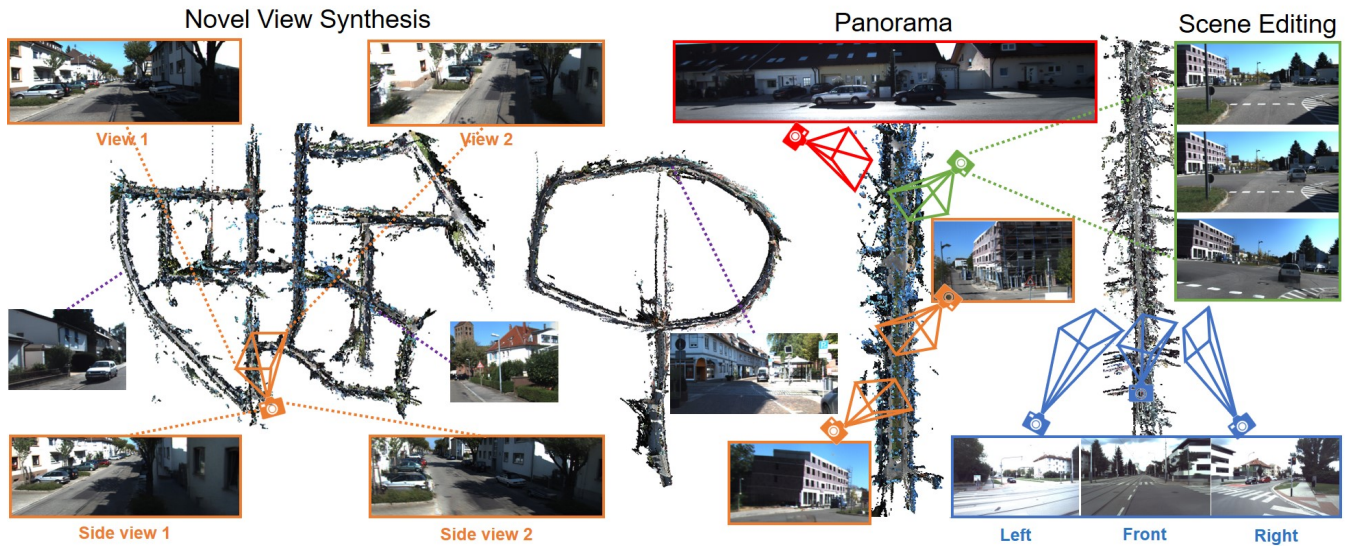 Novel View Synthesis
Panorama
Scene Editing
View 1
View 2
Side view 1
Side view 2
Left
Front
Right